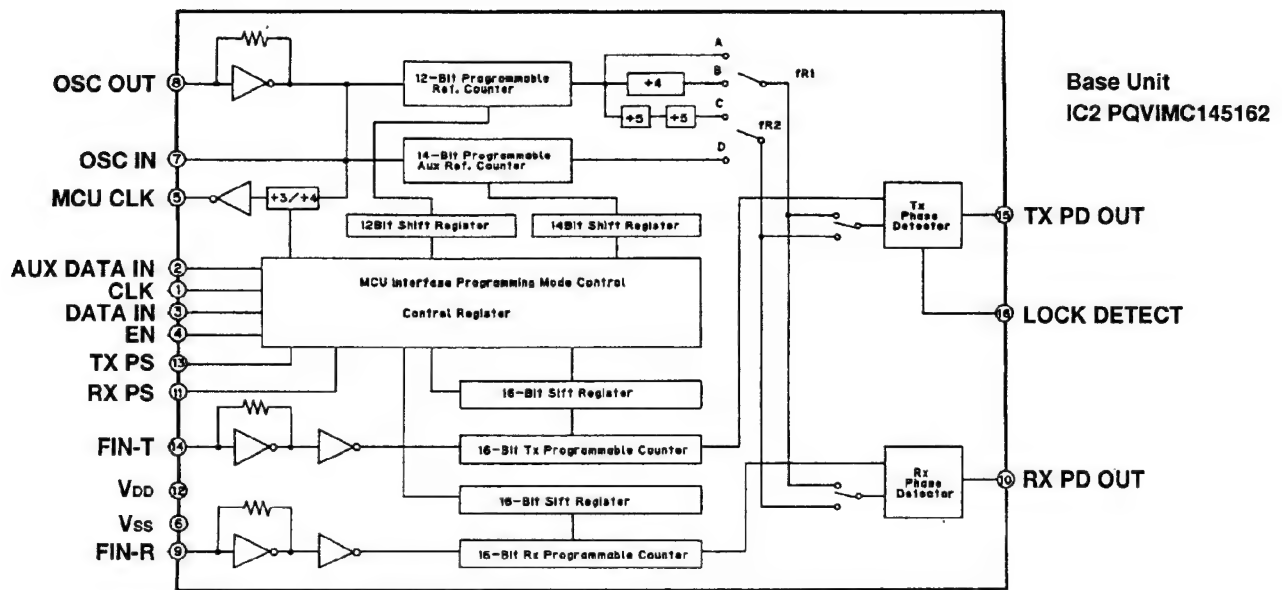 OSC OUT
8
12-Bit Programmable
Ref. Counter
÷4
÷5
÷5
A
B
C
D
fR1
fR2
Base Unit
IC2 PQVIMC145162
OSC IN
7
14-Bit Programmable
Aux Ref. Counter
MCU CLK
5
÷3/÷4
12Bit Shift Register
14Bit Shift Register
Tx
Phase
Detector
15
TX PD OUT
AUX DATA IN
2
CLK
1
DATA IN
3
EN
4
MCU Interface Programming Mode Control
Control Register
16
LOCK DETECT
TX PS
13
RX PS
11
16-Bit Sift Register
FIN-T
14
16-Bit Tx Programmable Counter
VDD
12
16-Bit Sift Register
Rx
Phase
Detector
10
RX PD OUT
VSS
6
FIN-R
9
16-Bit Rx Programmable Counter